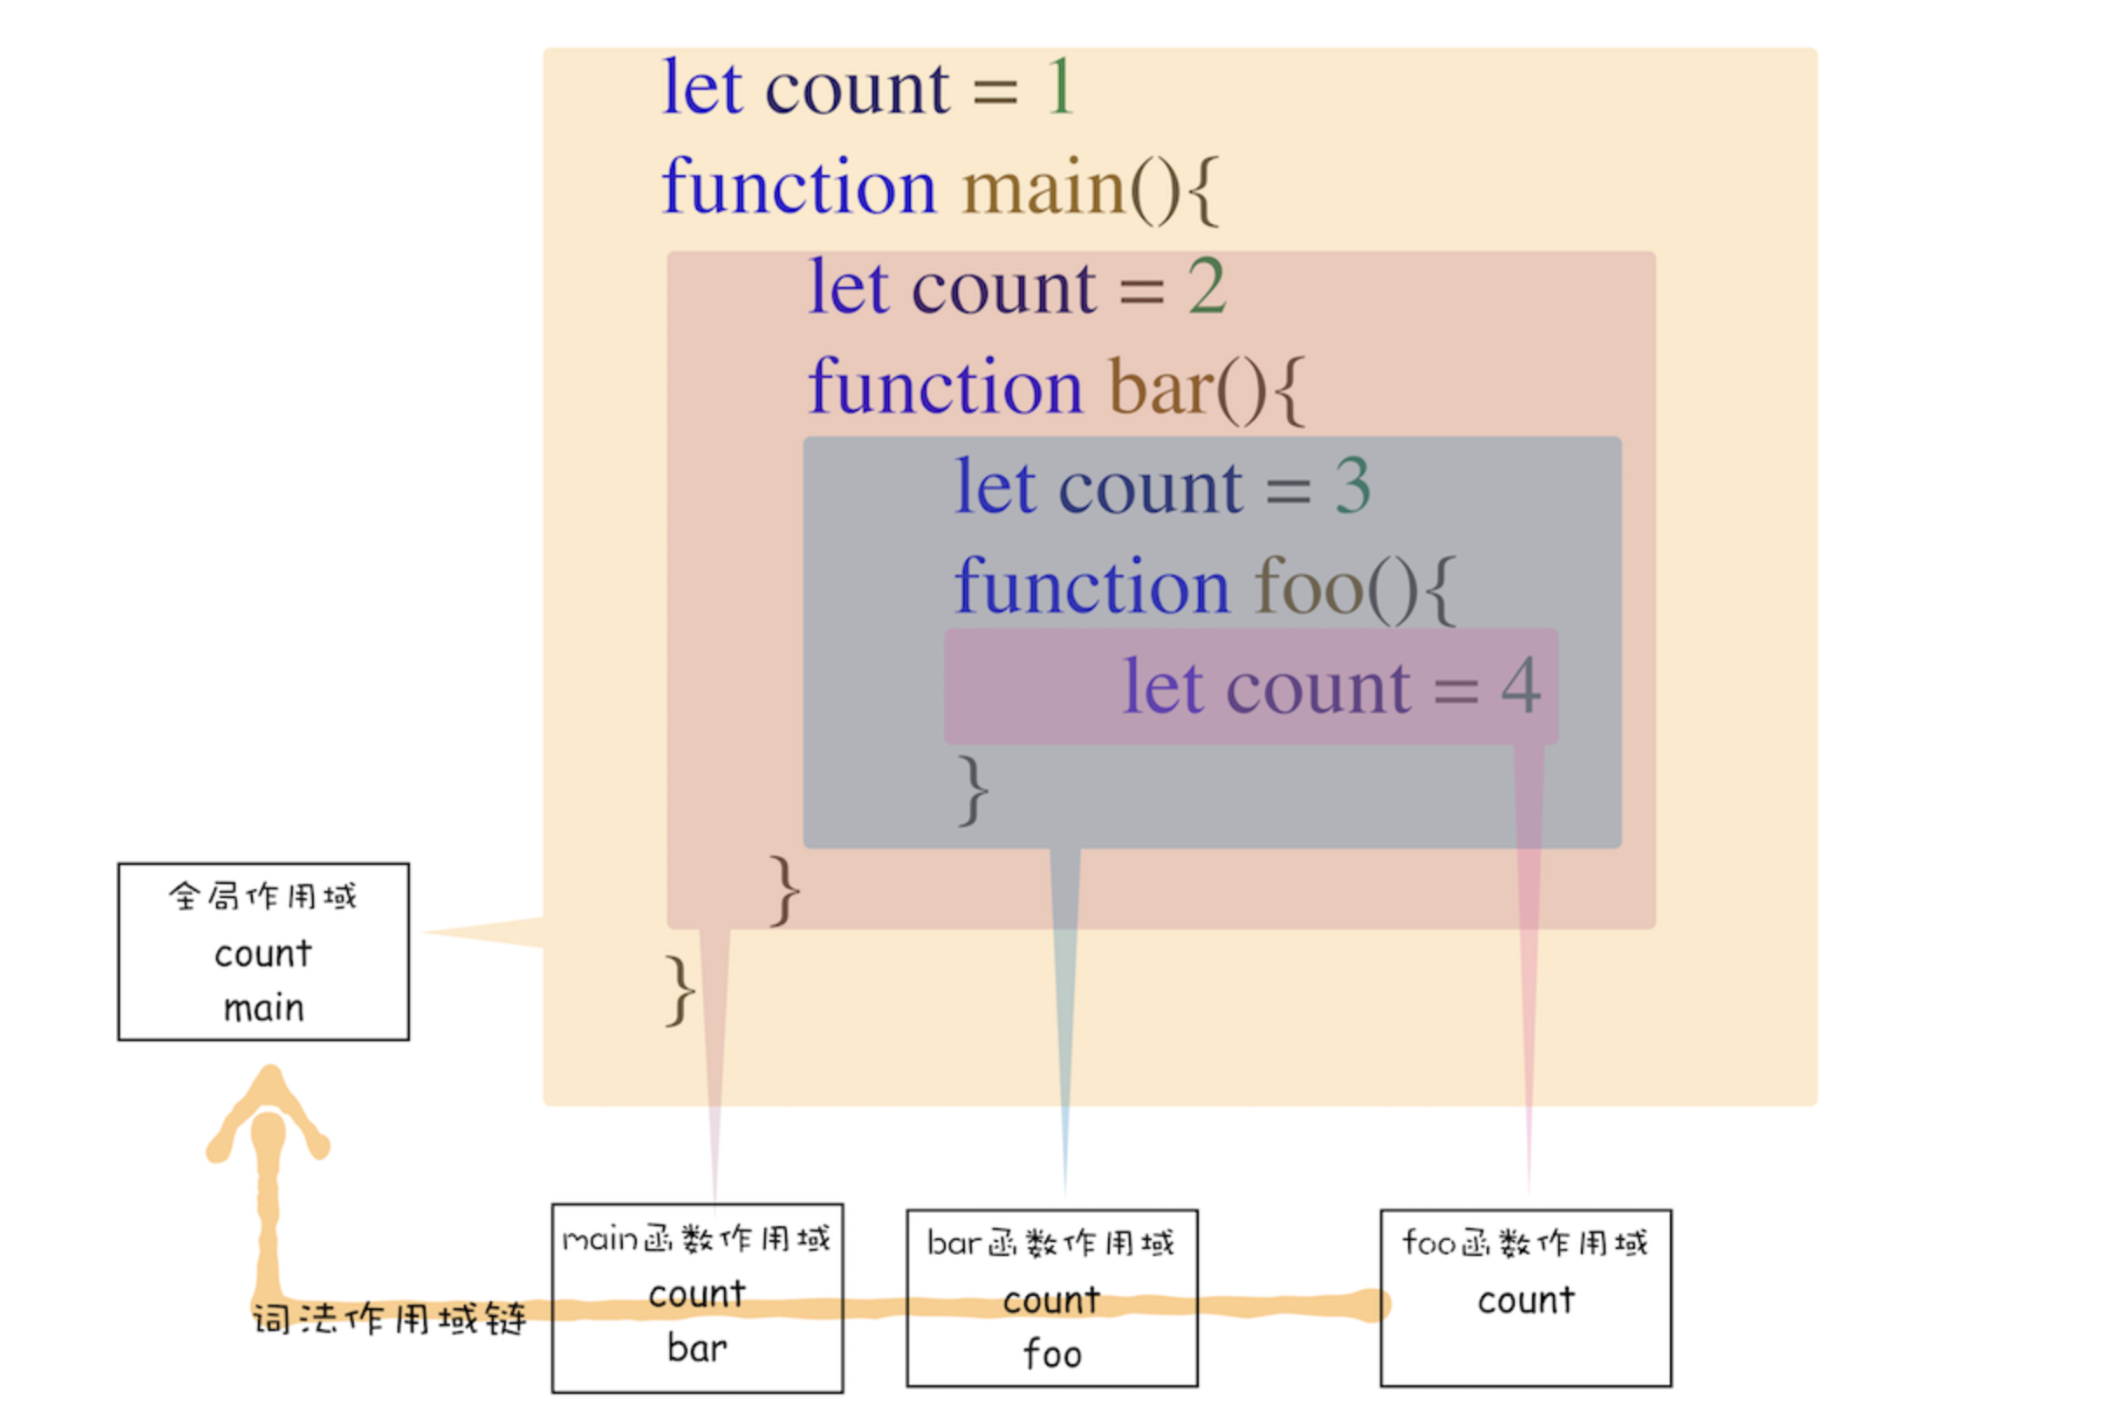 let count = 1
function main(){
let count = 2
function bar(){
let count = 3
function foo(){
let count = 4
}
}
}
全局作用域
count
main
词法作用域链
main函数作用域
count
bar
bar函数作用域
count
foo
foo函数作用域
count